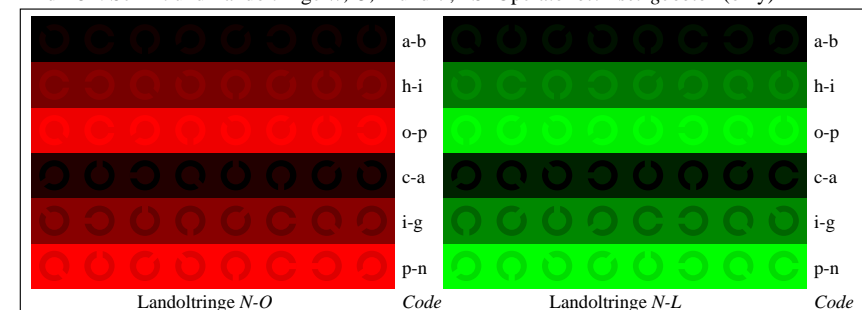 a-b a-b
h-i h-i
o-p o-p
c-a c-a
i-g i-g
p-n p-n
Landoltringe N-O Code Landoltringe N-L Code